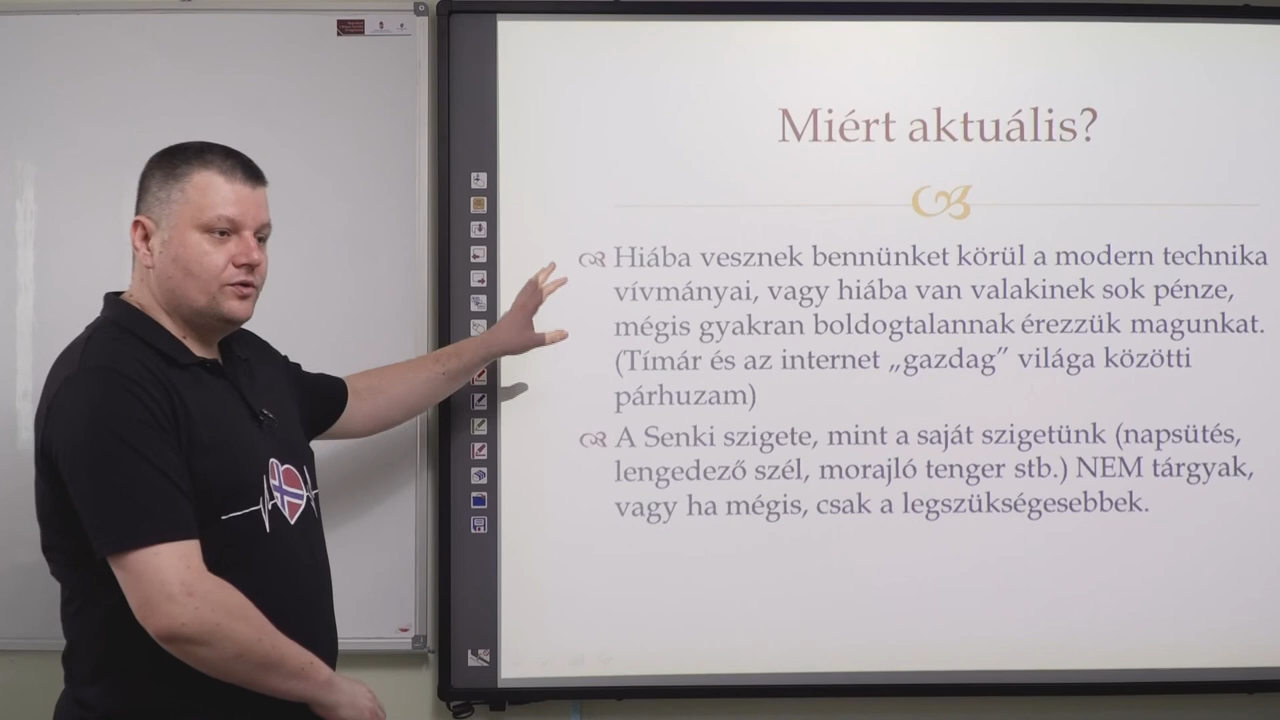 Miért aktuális?
Hiába vesznek bennünket körül a modern technika
vívmányai, vagy hiába van valakinek sok pénze,
mégis gyakran boldogtalannak érezzük magunkat.
(Tímár és az internet „gazdag” világa közötti
párhuzam)
A Senki szigete, mint a saját szigetünk (napsütés,
lengedező szél, morajló tenger stb.) NEM tárgyak,
vagy ha mégis, csak a legszükségesebbek.